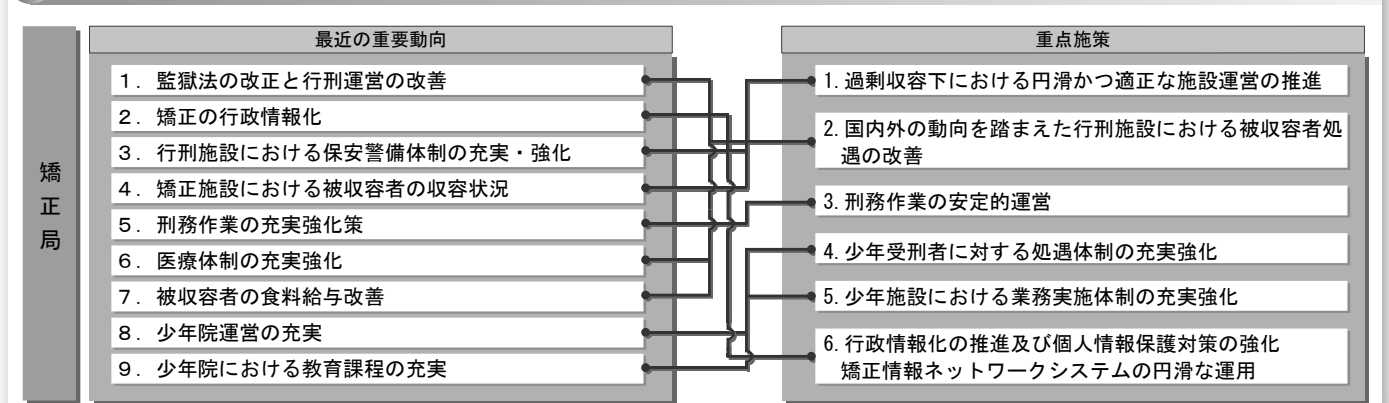 矯正局
最近の重要動向
１．監獄法の改正と行刑運営の改善
２．矯正の行政情報化
３．行刑施設における保安警備体制の充実・強化
４．矯正施設における被収容者の収容状況
５．刑務作業の充実強化策
６．医療体制の充実強化
７．被収容者の食料給与改善
８．少年院運営の充実
９．少年院における教育課程の充実
重点施策
1. 過剰収容下における円滑かつ適正な施設運営の推進
2. 国内外の動向を踏まえた行刑施設における被収容者処
遇の改善
3. 刑務作業の安定的運営
4. 少年受刑者に対する処遇体制の充実強化
5. 少年施設における業務実施体制の充実強化
6. 行政情報化の推進及び個人情報保護対策の強化
矯正情報ネットワークシステムの円滑な運用